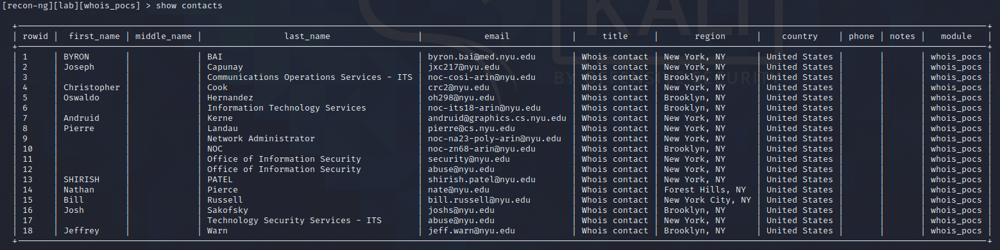 [recon-ng][lab][whois_pocs] > show contacts
rowid | first_name | middle_name | last_name | email | title | region | country | phone | notes | module
1 | BYRON | | BAI | byron.bai@med.nyu.edu | Whois contact | New York, NY | United States | | | whois_pocs
2 | Joseph | | Capunay | jxc217@nyu.edu | Whois contact | New York, NY | United States | | | whois_pocs
3 | | | Communications Operations Services - ITS | noc-cosi-arin@nyu.edu | Whois contact | Brooklyn, NY | United States | | | whois_pocs
4 | Christopher | | Cook | crc2@nyu.edu | Whois contact | New York, NY | United States | | | whois_pocs
5 | Oswaldo | | Hernandez | oh298@nyu.edu | Whois contact | Brooklyn, NY | United States | | | whois_pocs
6 | | | Information Technology Services | noc-its18-arin@nyu.edu | Whois contact | Brooklyn, NY | United States | | | whois_pocs
7 | Andruid | | Kerne | andruid@graphics.cs.nyu.edu | Whois contact | New York, NY | United States | | | whois_pocs
8 | Pierre | | Landau | pierre@cs.nyu.edu | Whois contact | New York, NY | United States | | | whois_pocs
9 | | | Network Administrator | noc-na23-poly-arin@nyu.edu | Whois contact | New York, NY | United States | | | whois_pocs
10 | | | NOC | noc-zn68-arin@nyu.edu | Whois contact | Brooklyn, NY | United States | | | whois_pocs
11 | | | Office of Information Security | security@nyu.edu | Whois contact | New York, NY | United States | | | whois_pocs
12 | | | Office of Information Security | abuse@nyu.edu | Whois contact | New York, NY | United States | | | whois_pocs
13 | SHIRISH | | PATEL | shirish.patel@nyu.edu | Whois contact | New York, NY | United States | | | whois_pocs
14 | Nathan | | Pierce | nate@nyu.edu | Whois contact | Forest Hills, NY | United States | | | whois_pocs
15 | Bill | | Russell | bill.russell@nyu.edu | Whois contact | New York City, NY | United States | | | whois_pocs
16 | Josh | | Sakofsky | joshs@nyu.edu | Whois contact | Brooklyn, NY | United States | | | whois_pocs
17 | | | Technology Security Services - ITS | abuse@nyu.edu | Whois contact | New York, NY | United States | | | whois_pocs
18 | Jeffrey | | Warn | jeff.warn@nyu.edu | Whois contact | Brooklyn, NY | United States | | | whois_pocs
KALI